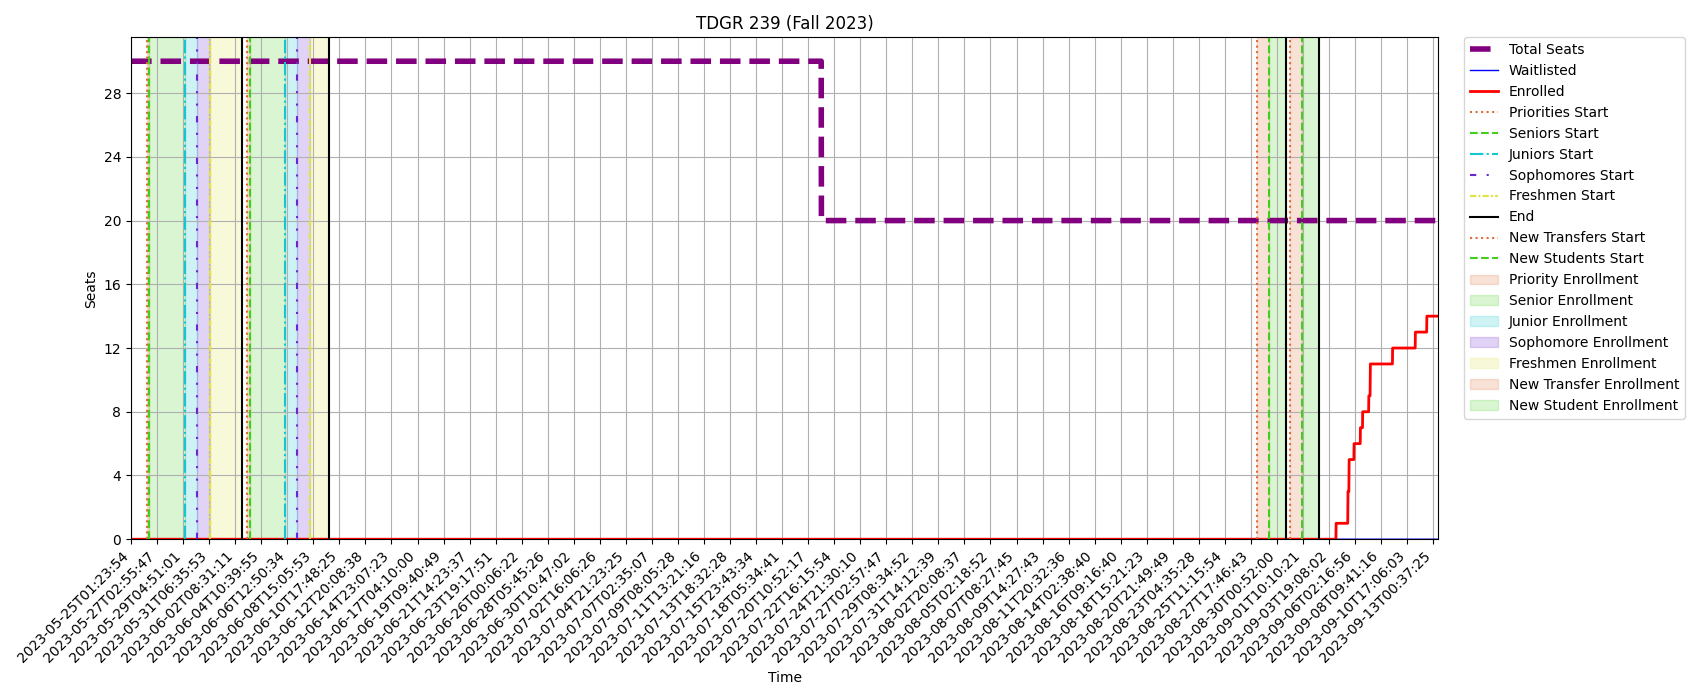 TDGR 239 (Fall 2023)
Seats
28
24
20
16
12
8
4
0
2023-05-25T01:23:54
2023-05-27T02:55:47
2023-05-29T04:51:01
2023-05-31T06:35:53
2023-06-02T08:31:11
2023-06-04T10:39:55
2023-06-06T12:50:34
2023-06-08T15:05:53
2023-06-10T17:48:25
2023-06-12T20:08:38
2023-06-14T23:07:23
2023-06-17T04:10:00
2023-06-19T09:40:49
2023-06-21T14:23:37
2023-06-23T19:17:51
2023-06-26T00:06:22
2023-06-28T05:45:26
2023-06-30T10:47:02
2023-07-02T16:06:26
2023-07-04T21:23:25
2023-07-07T02:35:07
2023-07-09T08:05:28
2023-07-11T13:21:16
2023-07-13T18:32:28
2023-07-15T23:43:34
2023-07-18T05:34:41
2023-07-20T10:52:17
2023-07-22T16:15:54
2023-07-24T21:30:10
2023-07-27T02:57:47
2023-07-29T08:34:52
2023-07-31T14:12:39
2023-08-02T20:08:37
2023-08-05T02:18:52
2023-08-07T08:27:45
2023-08-09T14:27:43
2023-08-11T20:32:36
2023-08-14T02:38:40
2023-08-16T09:16:40
2023-08-18T15:21:23
2023-08-20T21:49:49
2023-08-23T04:35:28
2023-08-25T11:15:54
2023-08-27T17:46:43
2023-08-30T00:52:00
2023-09-01T10:10:21
2023-09-03T19:08:02
2023-09-06T02:16:56
2023-09-08T09:41:16
2023-09-10T17:06:03
2023-09-13T00:37:25
Time
Total Seats
Waitlisted
Enrolled
Priorities Start
Seniors Start
Juniors Start
Sophomores Start
Freshmen Start
End
New Transfers Start
New Students Start
Priority Enrollment
Senior Enrollment
Junior Enrollment
Sophomore Enrollment
Freshmen Enrollment
New Transfer Enrollment
New Student Enrollment